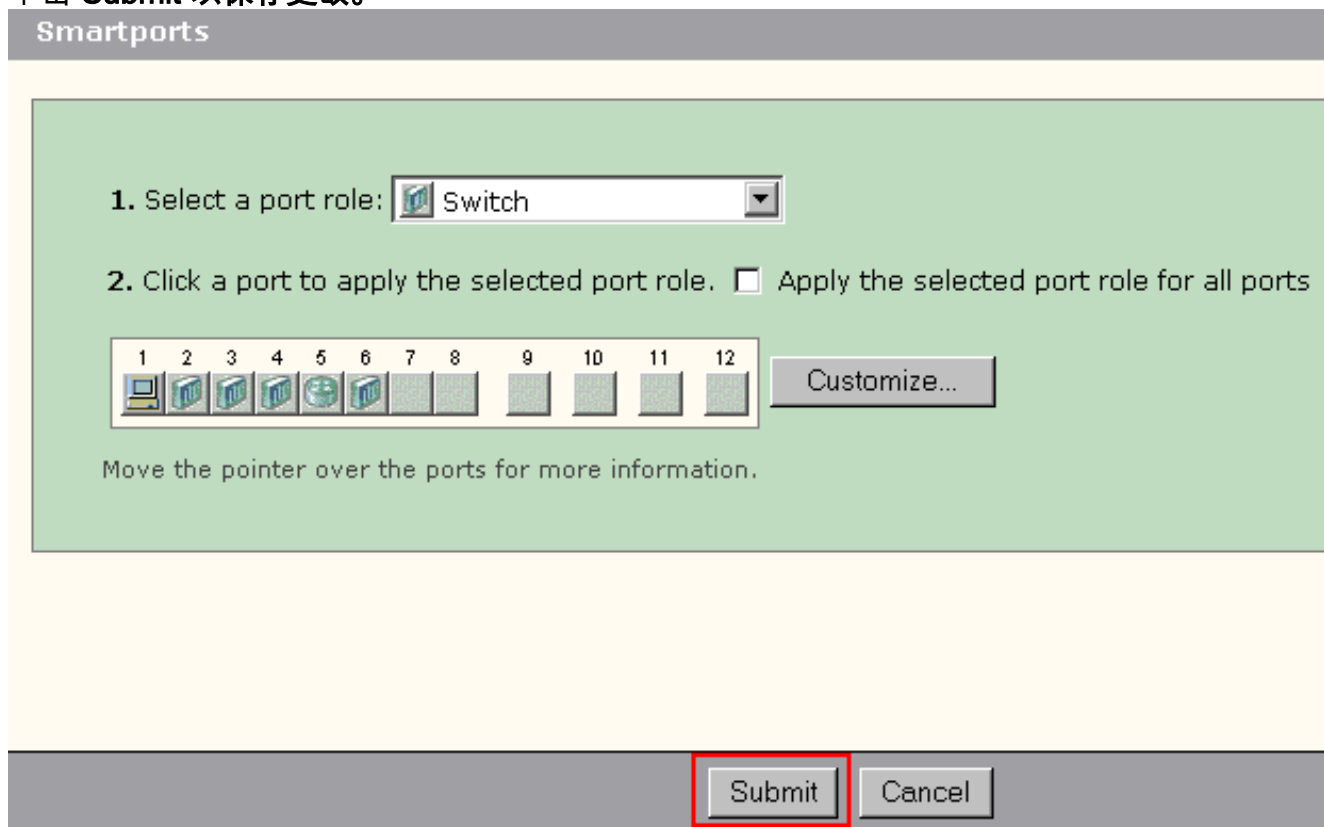 Submit
Smartports
1. Select a port role: Switch
2. Click a port to apply the selected port role. Apply the selected port role for all ports
1 2 3 4 5 6 7 8 9 10 11 12
Customize...
Move the pointer over the ports for more information.
Submit Cancel